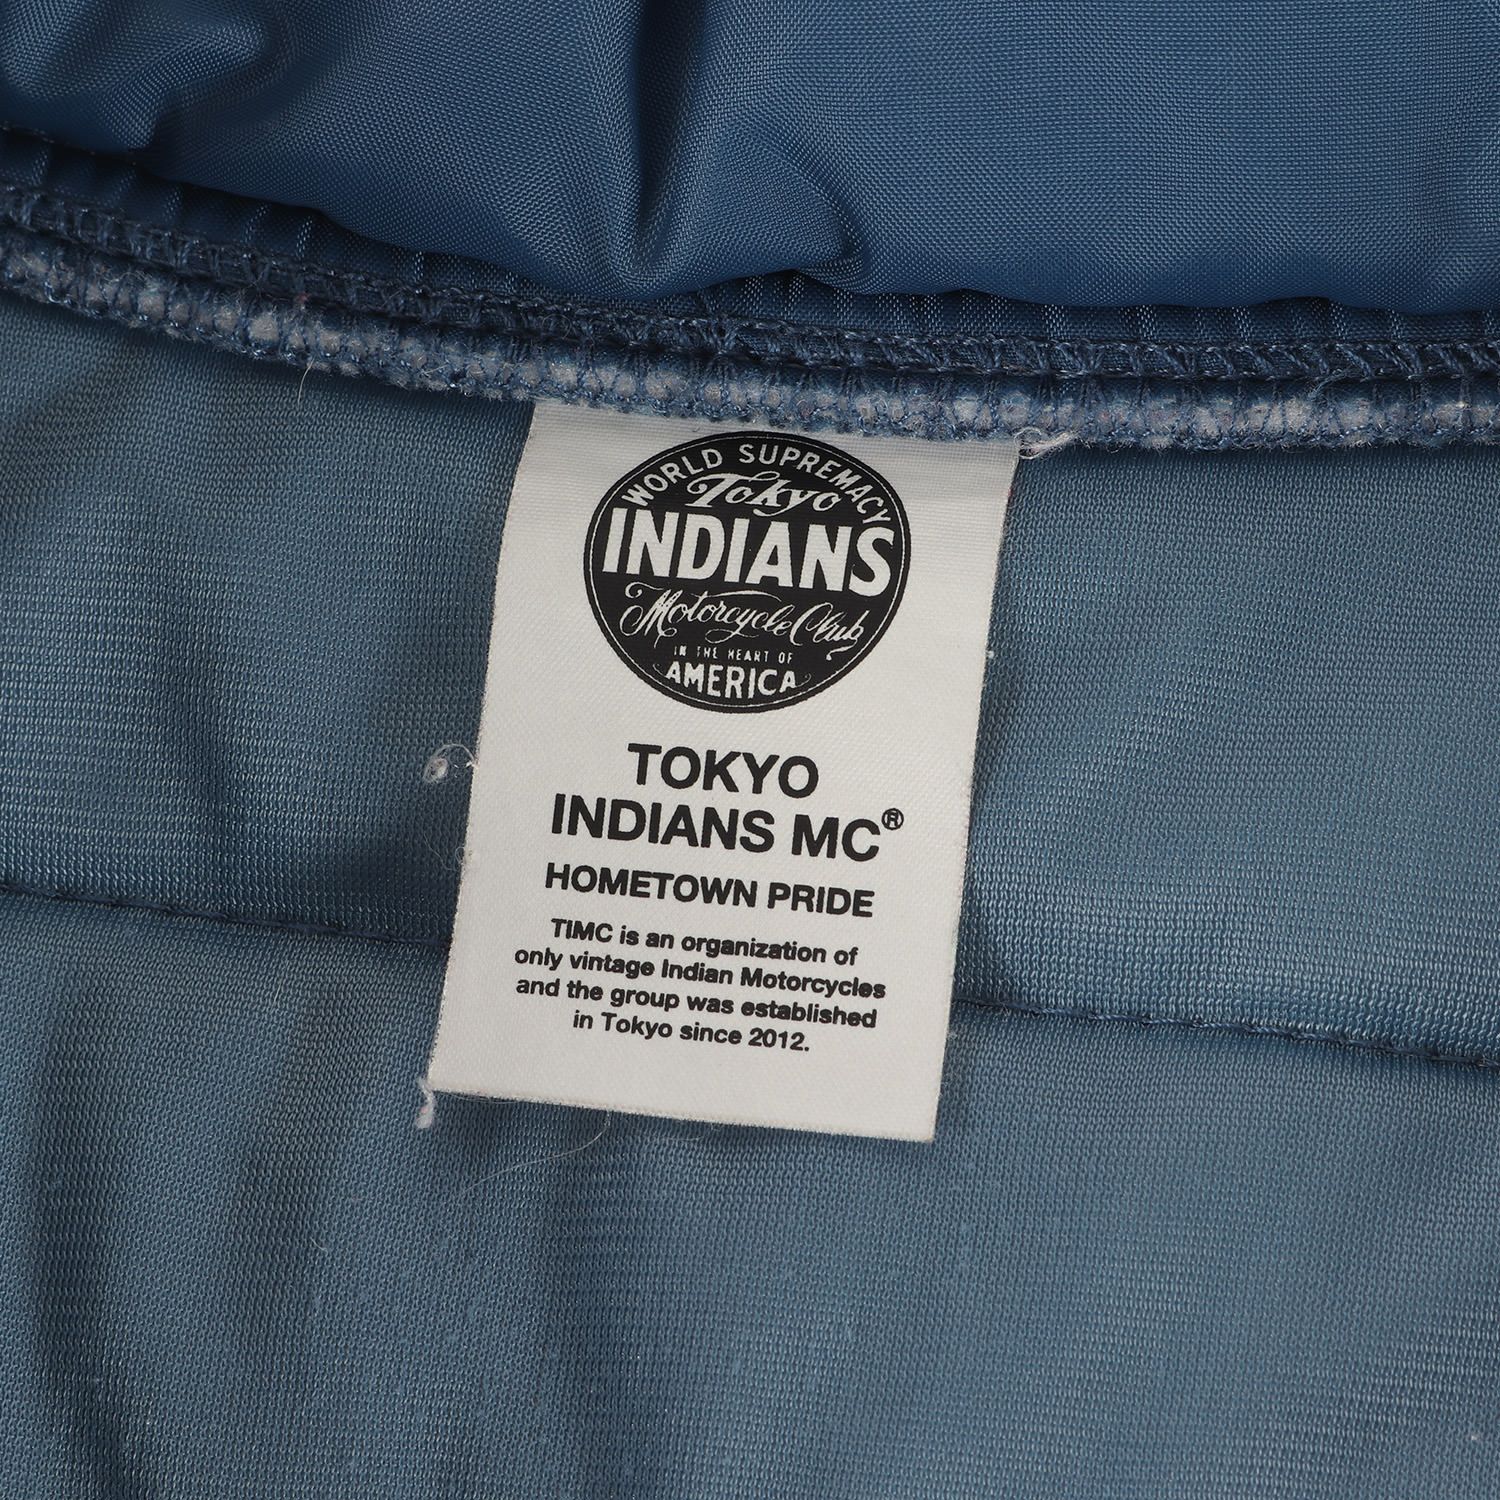 WORLD SUPREMACY
Tokyo
INDIANS
Motorcycle Club
IN THE HEART OF
AMERICA
TOKYO
INDIANS MC®
HOMETOWN PRIDE
TIMC is an organization of
only vintage Indian Motorcycles
and the group was established
in Tokyo since 2012.